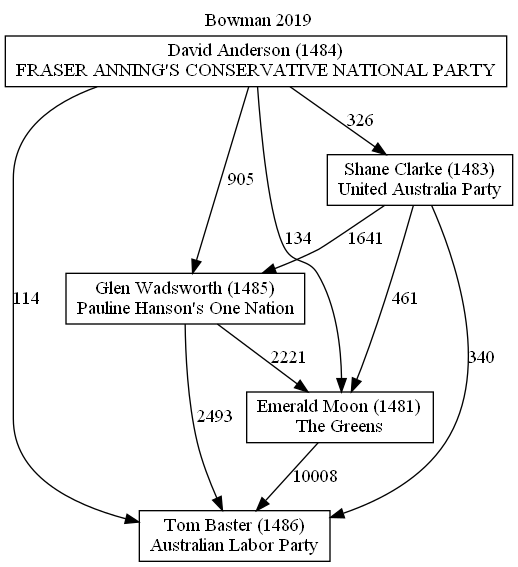 Bowman 2019
David Anderson (1484)
FRASER ANNING'S CONSERVATIVE NATIONAL PARTY
326
Shane Clarke (1483)
United Australia Party
905
134
1641
Glen Wadsworth (1485)
Pauline Hanson's One Nation
114
461
2221
340
Emerald Moon (1481)
The Greens
2493
10008
Tom Baster (1486)
Australian Labor Party